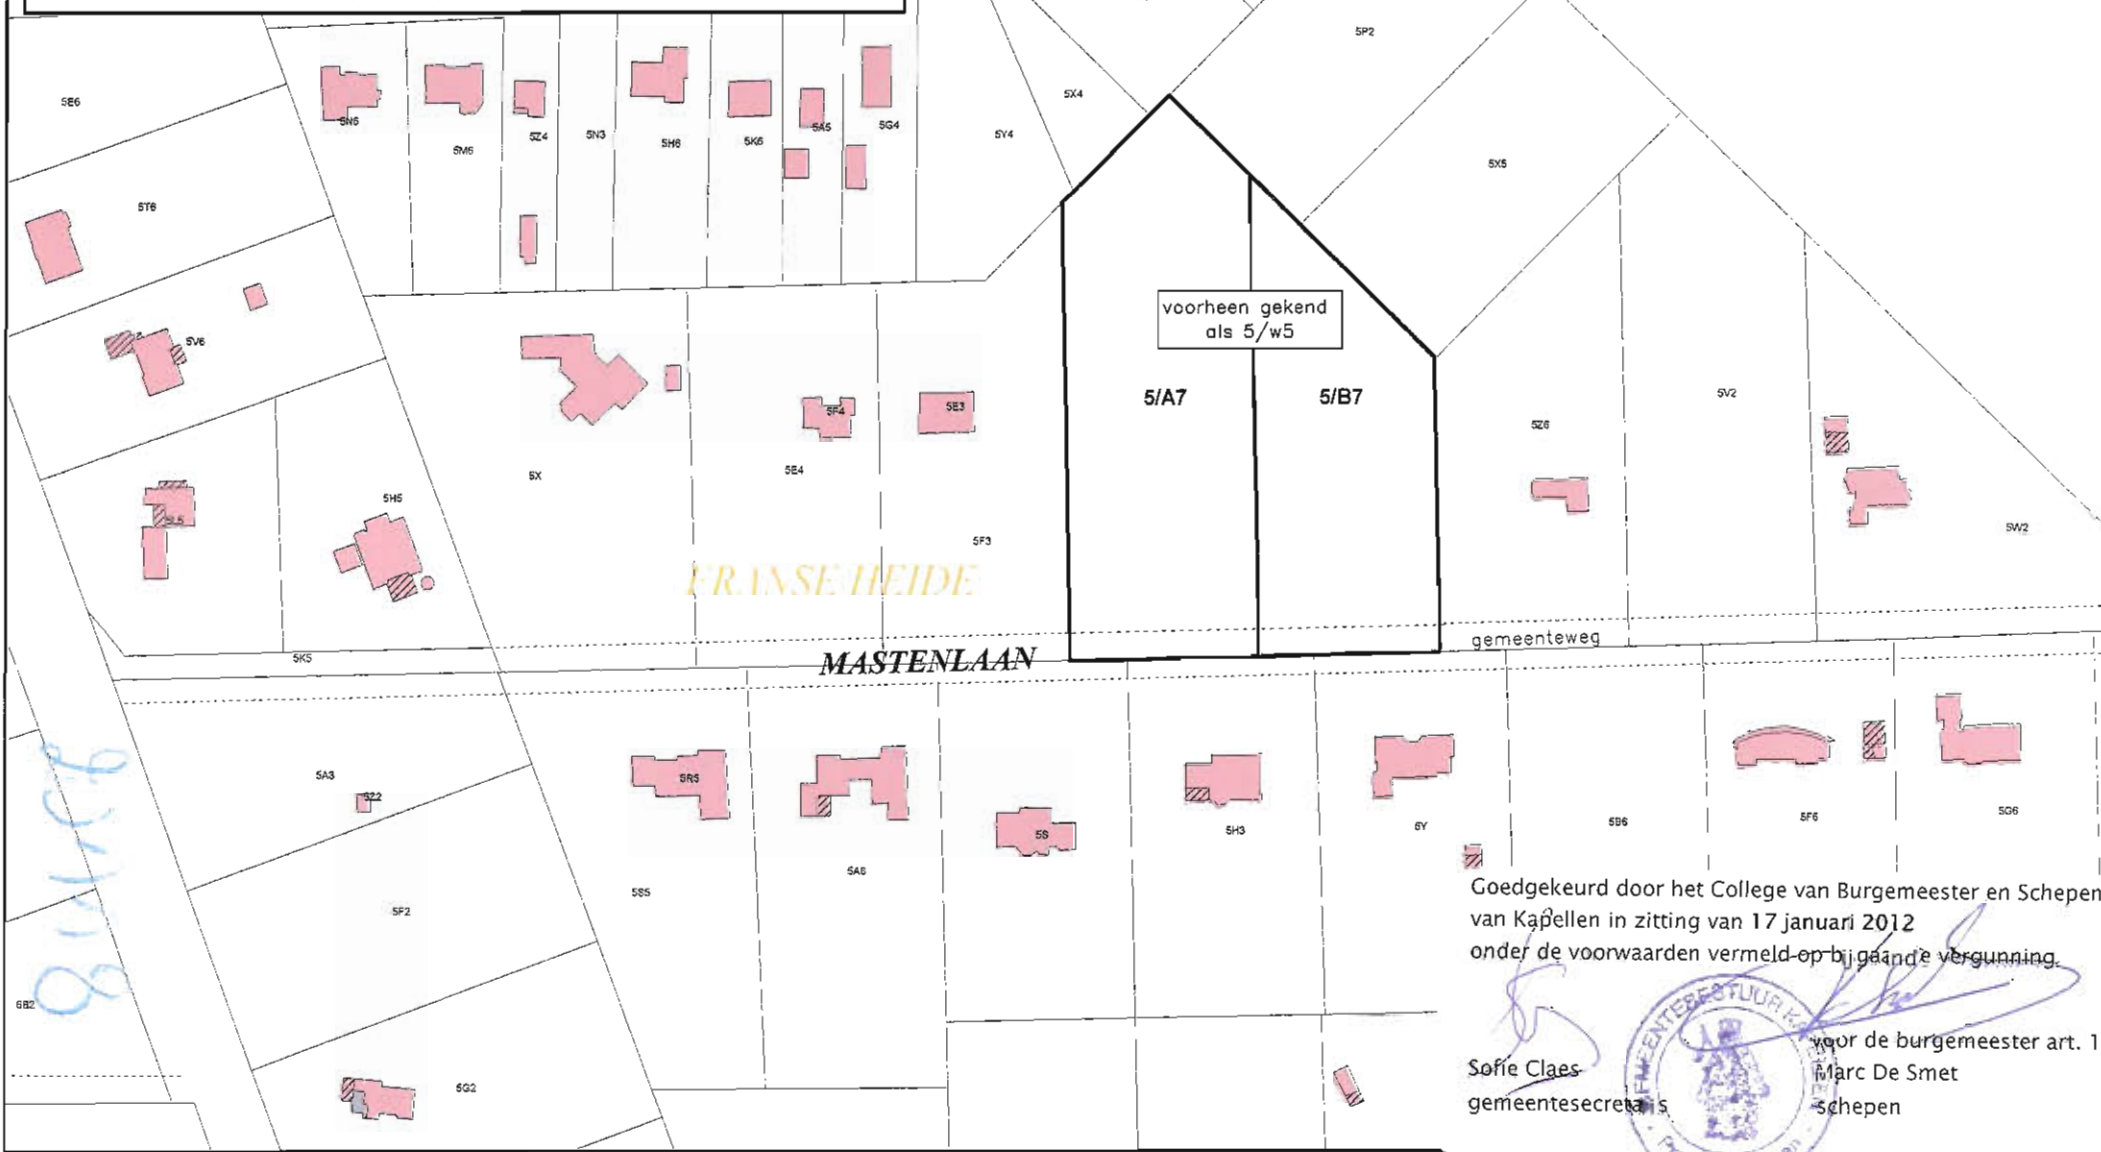 5P2
5E6
5X4
5N6
5Z4
5N3
5A5
5G4
5Y4
5M6
5H6
5K6
5X5
5T6
voorheen gekend
als 5/w5
5V6
5/A7
5/B7
5V2
5F4
5E3
5Z6
5X
5E4
5H5
5L5
5W2
5F3
FRANSE HEIDE
gemeenteweg
5K5
MASTENLAAN
5A3
5Z2
5R5
5S
5H3
5Y
5B6
5F6
5G6
5A6
5S5
5F2
Goedgekeurd door het College van Burgemeester en Schepen
van Kapellen in zitting van 17 januari 2012
onder de voorwaarden vermeld op bijgaande vergunning.
6B2
GEMEENTEBESTUUR
voor de burgemeester art. 1
Sofie Claes
Marc De Smet
gemeentesecretaris
schepen
5G2